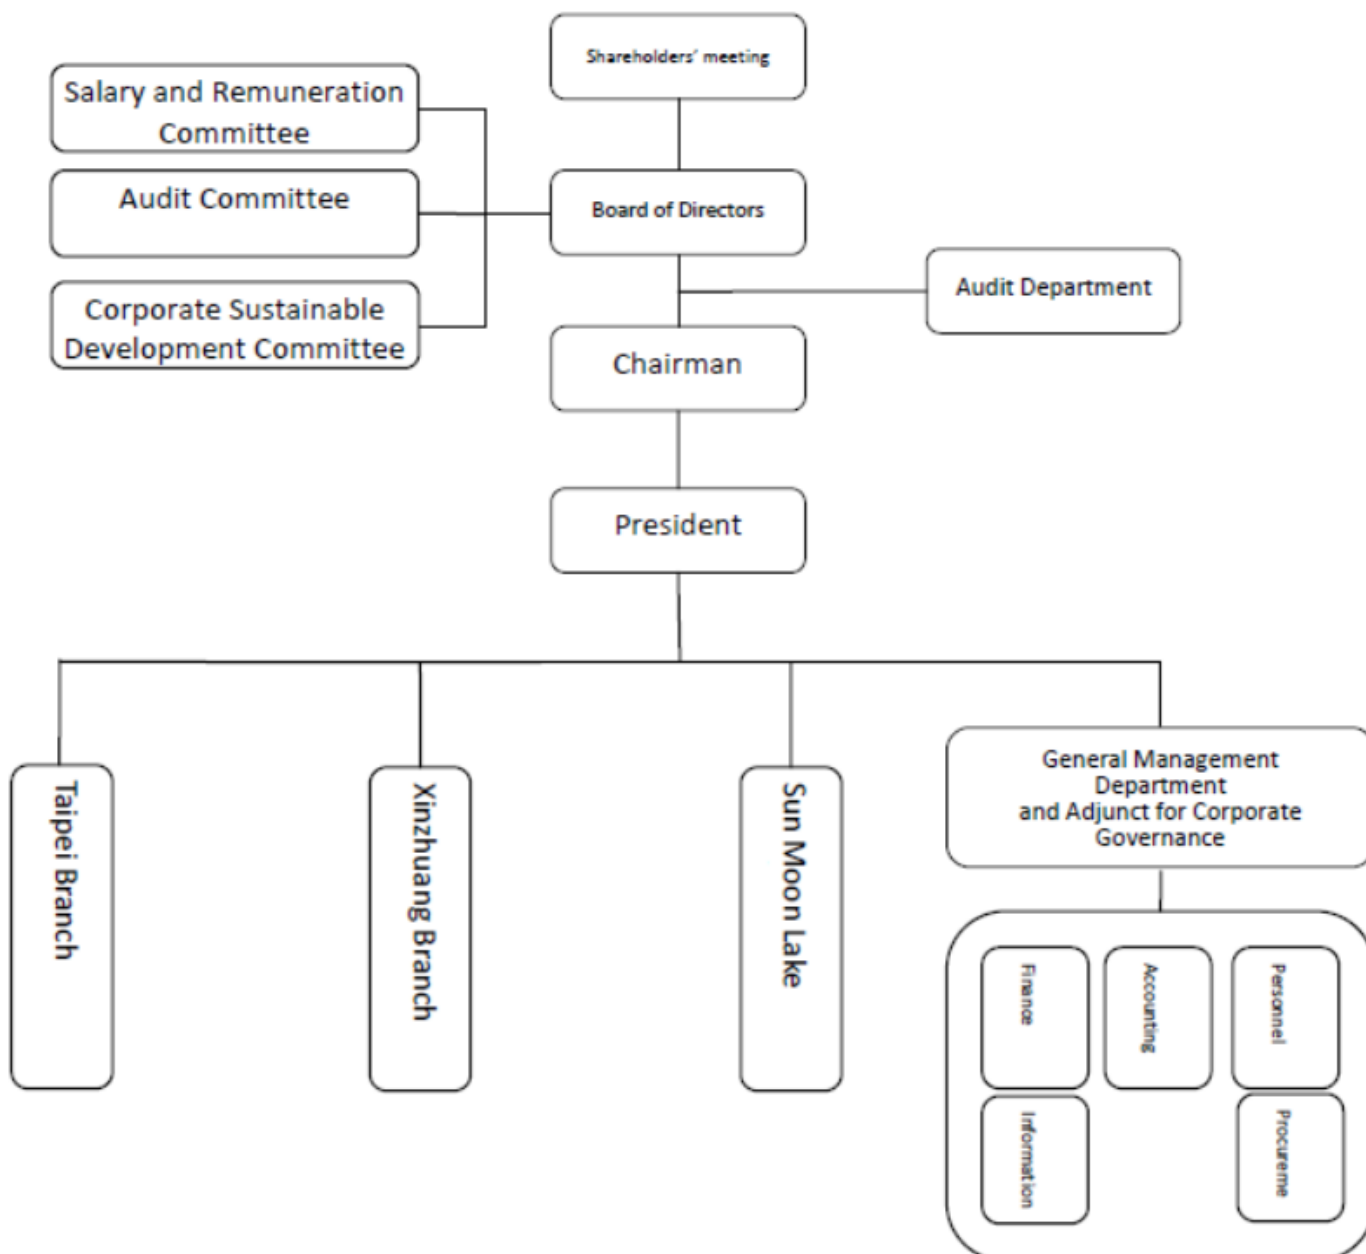 Shareholders' meeting
Salary and Remuneration
Committee
Audit Committee
Board of Directors
Corporate Sustainable
Development Committee
Audit Department
Chairman
President
Taipei Branch
Xinzhuang Branch
Sun Moon Lake
General Management
Department
and Adjunct for Corporate
Governance
Finance
Accounting
Personnel
Information
Procureme